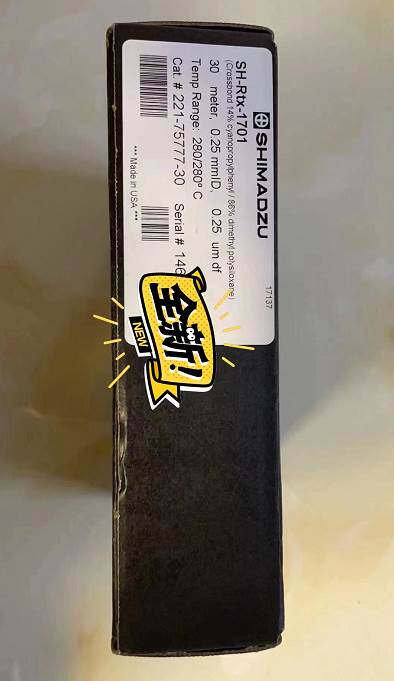 SHIMADZU
SH-Rtx-1701
(Crossbond 14% cyanopropylphenyl / 86% dimethyl polysiloxane)
30 meter, 0.25 mmID, 0.25 um df
Temp Range: 280/280° C
Cat. # 221-75777-30 Serial # 146
*** Made in USA ***
17137
全新!
NEW